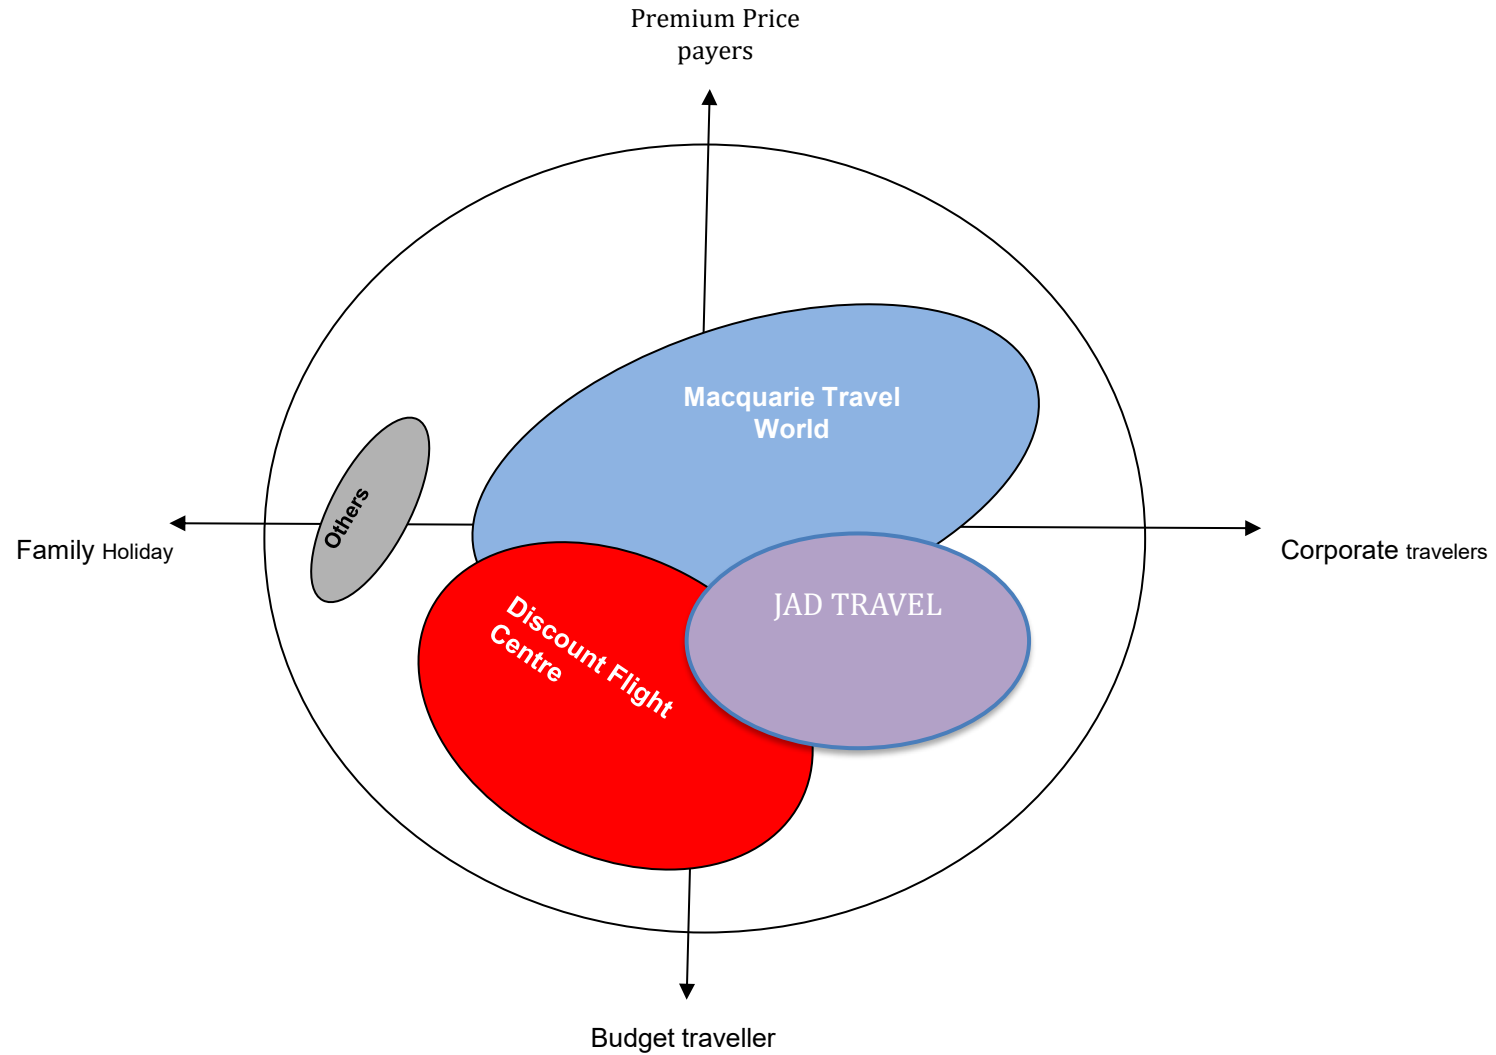 Premium Price
payers
Macquarie Travel
World
Others
Family Holiday
Corporate travelers
JAD TRAVEL
Discount Flight
Centre
Budget traveller